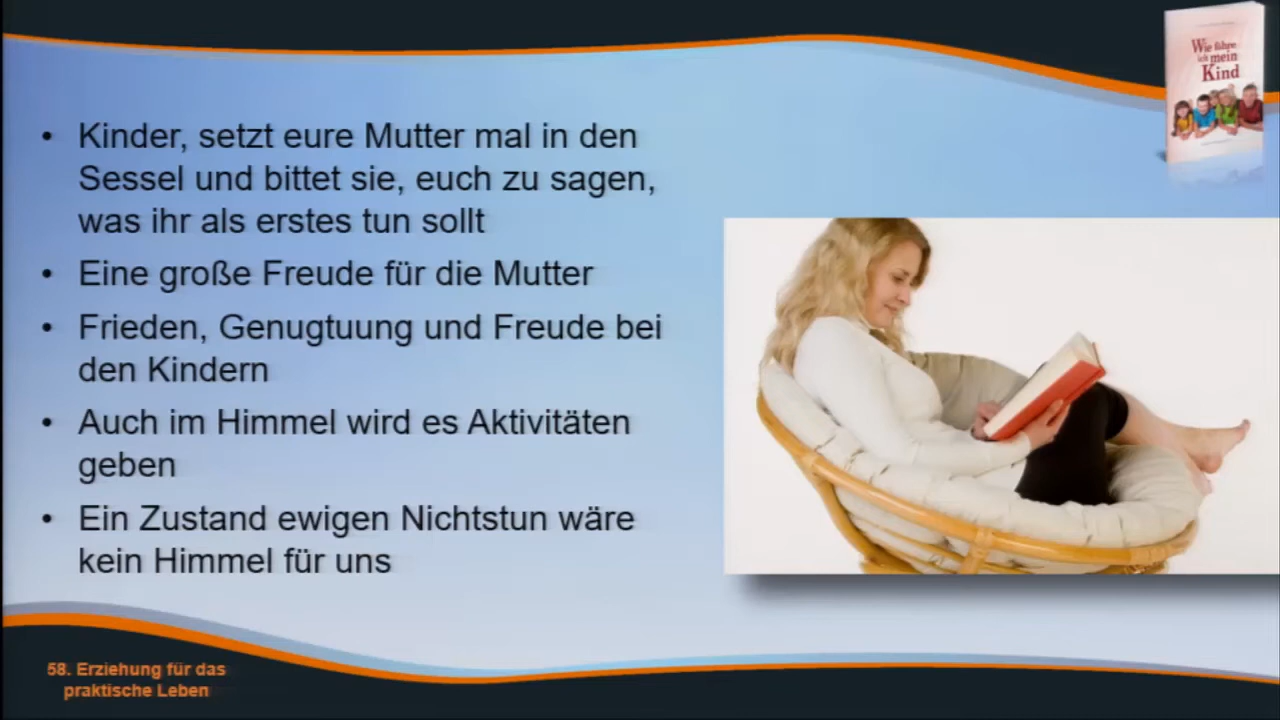 Wie führe
ich mein
Kind
• Kinder, setzt eure Mutter mal in den
Sessel und bittet sie, euch zu sagen,
was ihr als erstes tun sollt
• Eine große Freude für die Mutter
• Frieden, Genugtuung und Freude bei
den Kindern
• Auch im Himmel wird es Aktivitäten
geben
• Ein Zustand ewigen Nichtstun wäre
kein Himmel für uns
58. Erziehung für das
praktische Leben